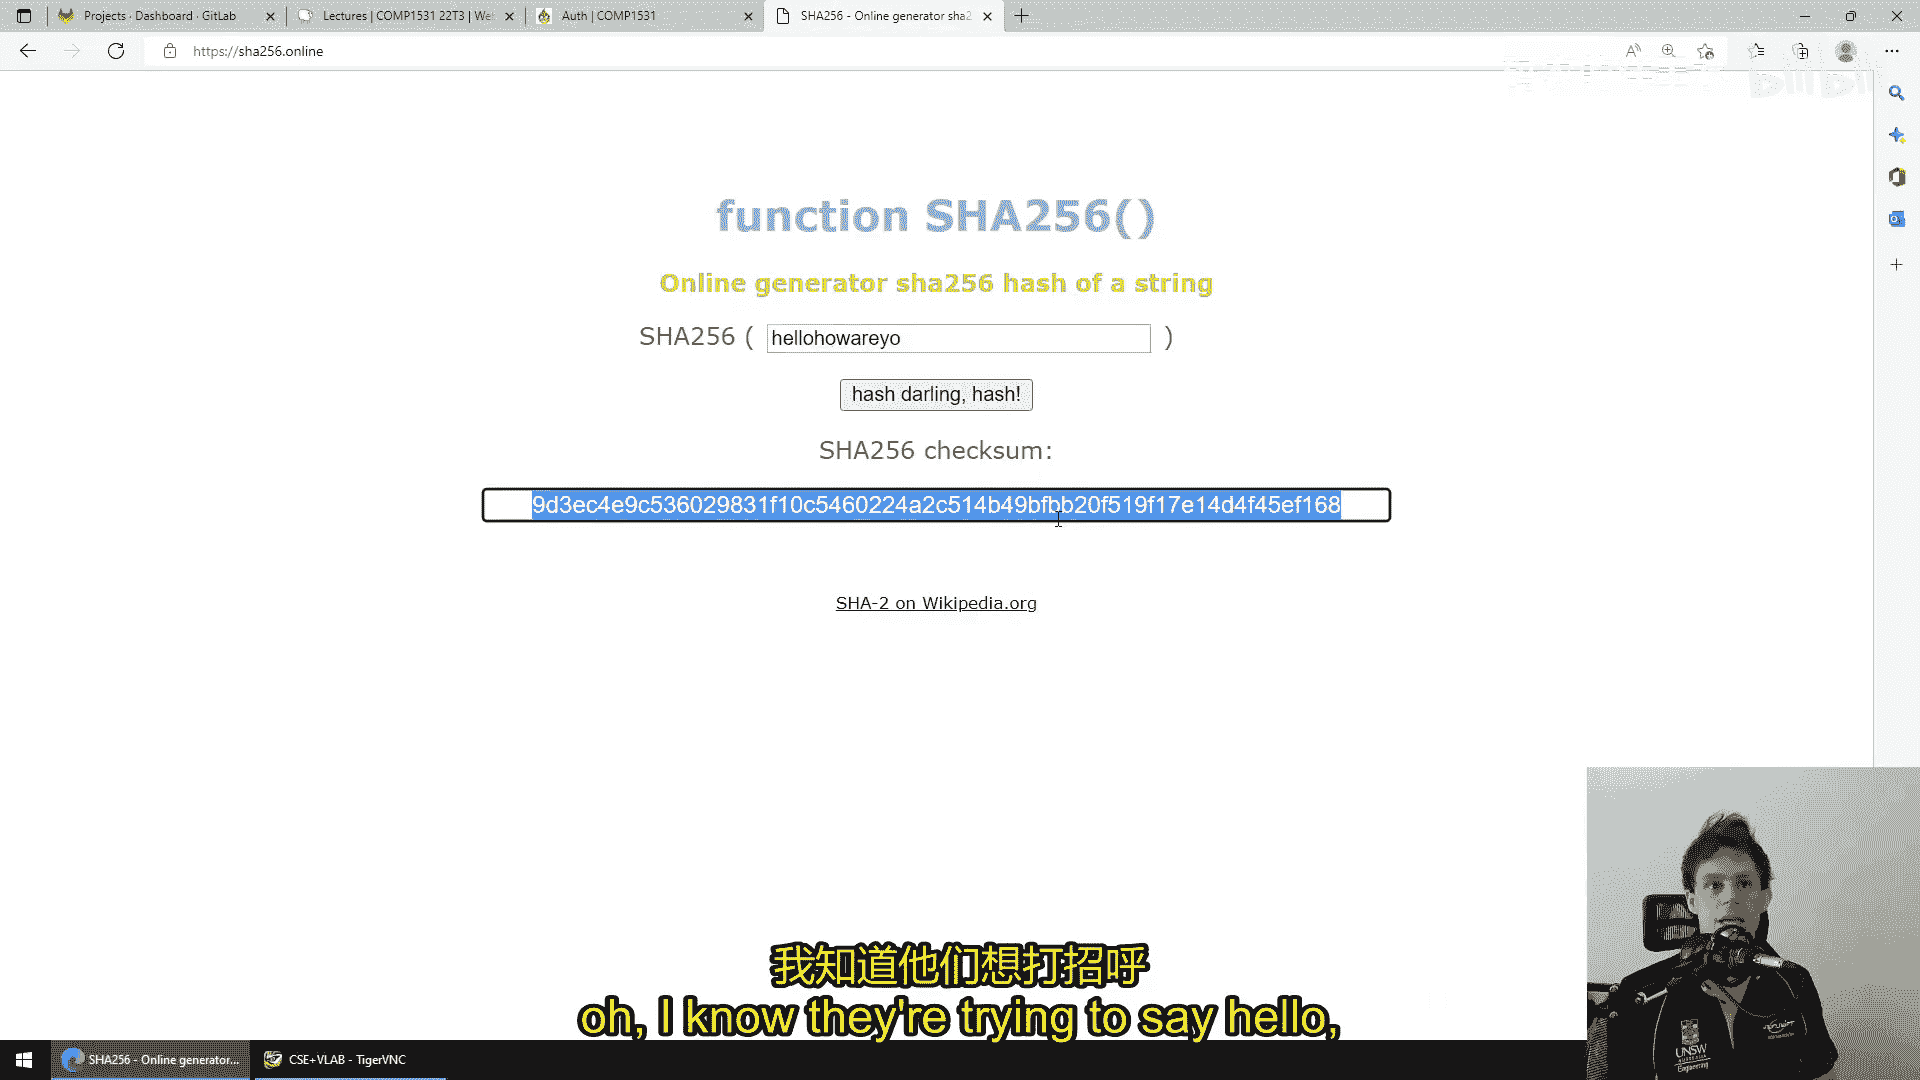 Projects · Dashboard · GitLab
Lectures | COMP1531 22T3 | We
Auth | COMP1531
SHA256 - Online generator sha2
https://sha256.online
function SHA256()
Online generator sha256 hash of a string
SHA256 ( hellohowareyo )
hash darling, hash!
SHA256 checksum:
9d3ec4e9c536029831f10c5460224a2c514b49bfbb20f519f17e14d4f45ef168
SHA-2 on Wikipedia.org
我知道他们想打招呼
oh, I know they're trying to say hello,
UNSW
SHA256 - Online generator...
CSE+VLAB - TigerVNC